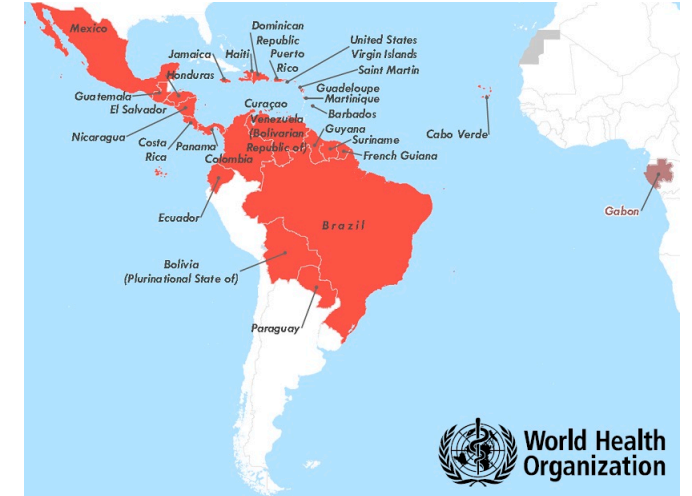 Mexico
Dominican
Republic
Jamaica
Haiti
Puerto
Rico
United States
Virgin Islands
Saint Martin
Honduras
Guadeloupe
Guatemala
Martinique
El Salvador
Curaçao
Barbados
Venezuela
(Bolivarian
Republic of)
Guyana
Cabo Verde
Nicaragua
Costa
Rica
Panama
Suriname
Colombia
French Guiana
Ecuador
Brazil
Gabon
Bolivia
(Plurinational State of)
Paraguay
World Health
Organization